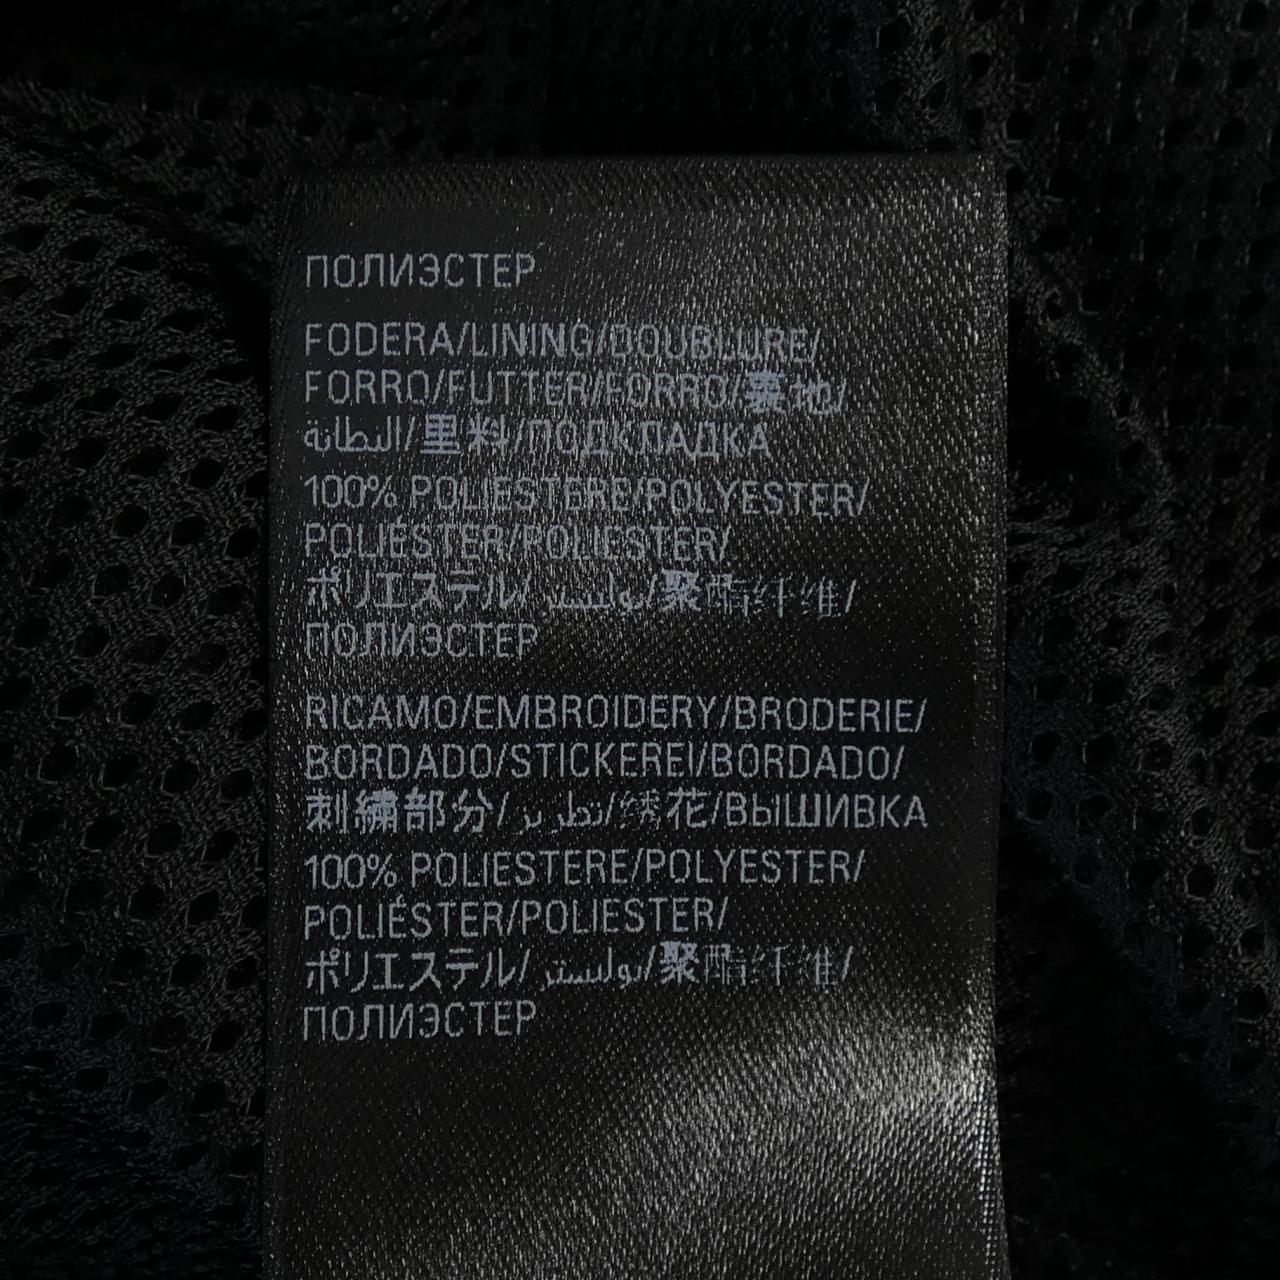 ПОЛИЭСТЕР
FODERA/LINING/DOUBLURE/
FORRO/FUTTER/FORRO/裏地/
البطانة/里料/ПОДКЛАДКА
100% POLIESTERE/POLYESTER/
POLIÉSTER/POLIESTER/
ポリエステル/بوليستر/聚酯纤维/
ПОЛИЭСТЕР
RICAMO/EMBROIDERY/BRODERIE/
BORDADO/STICKEREI/BORDADO/
刺繍部分/تطريز/绣花/ВЫШИВКА
100% POLIESTERE/POLYESTER/
POLIÉSTER/POLIESTER/
ポリエステル/بوليستر/聚酯纤维/
ПОЛИЭСТЕР